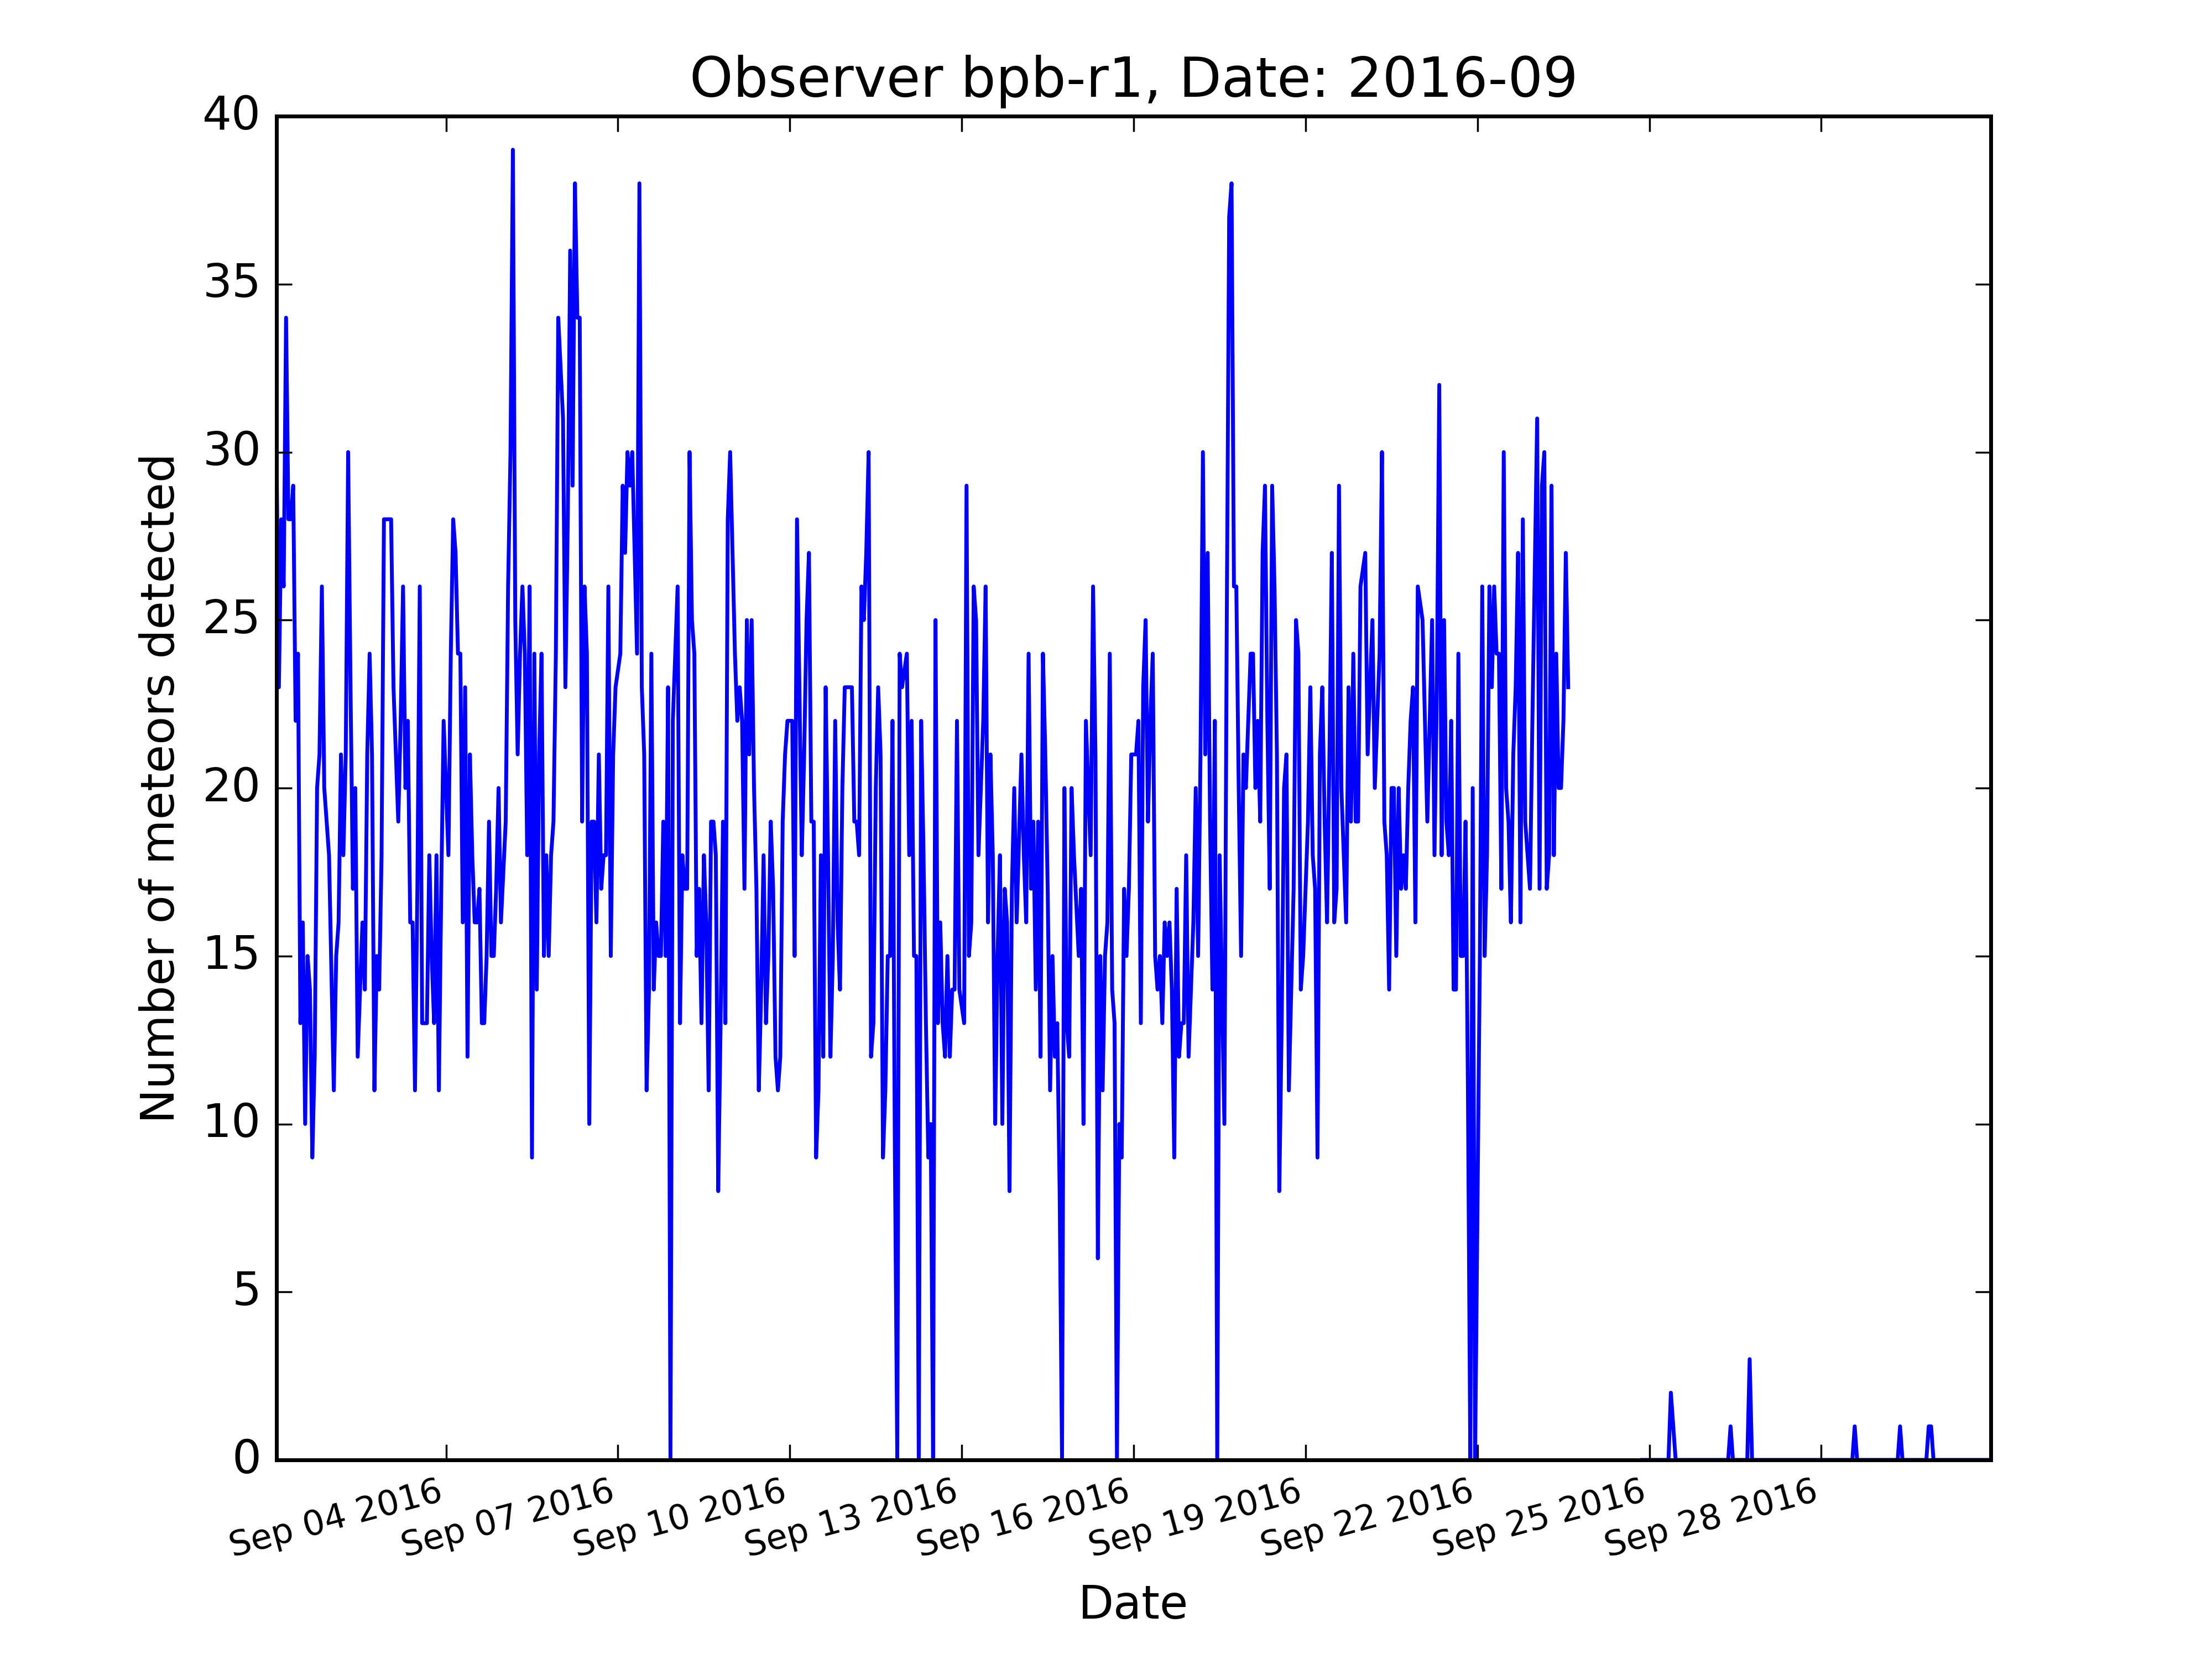 Observer bpb-r1, Date: 2016-09
40
35
30
25
20
15
10
5
0
Number of meteors detected
Sep 04 2016
Sep 07 2016
Sep 10 2016
Sep 13 2016
Sep 16 2016
Sep 19 2016
Sep 22 2016
Sep 25 2016
Sep 28 2016
Date